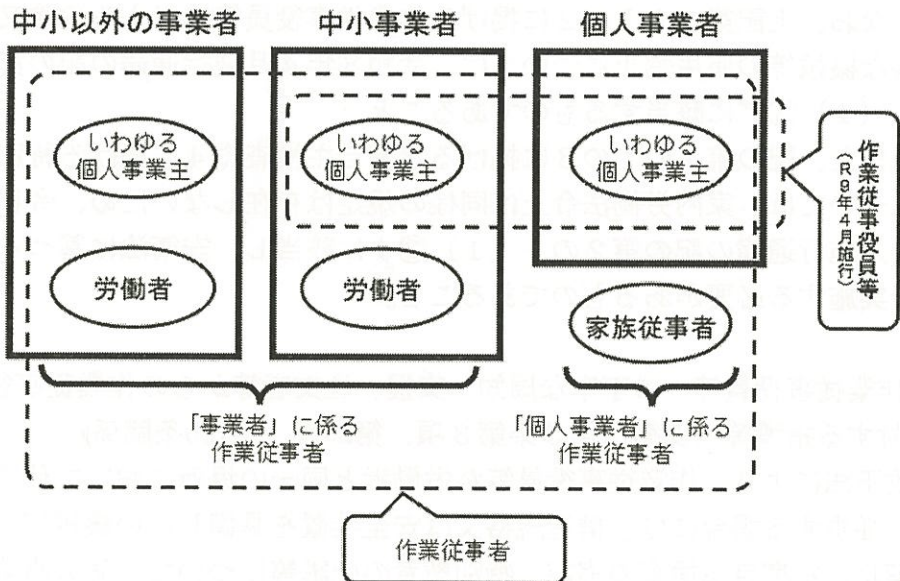 中小以外の事業者
中小事業者
個人事業者
いわゆる
個人事業主
いわゆる
個人事業主
いわゆる
個人事業主
労働者
労働者
家族従事者
作業従事役員等
（R9年4月施行）
「事業者」に係る
作業従事者
「個人事業者」に係る
作業従事者
作業従事者